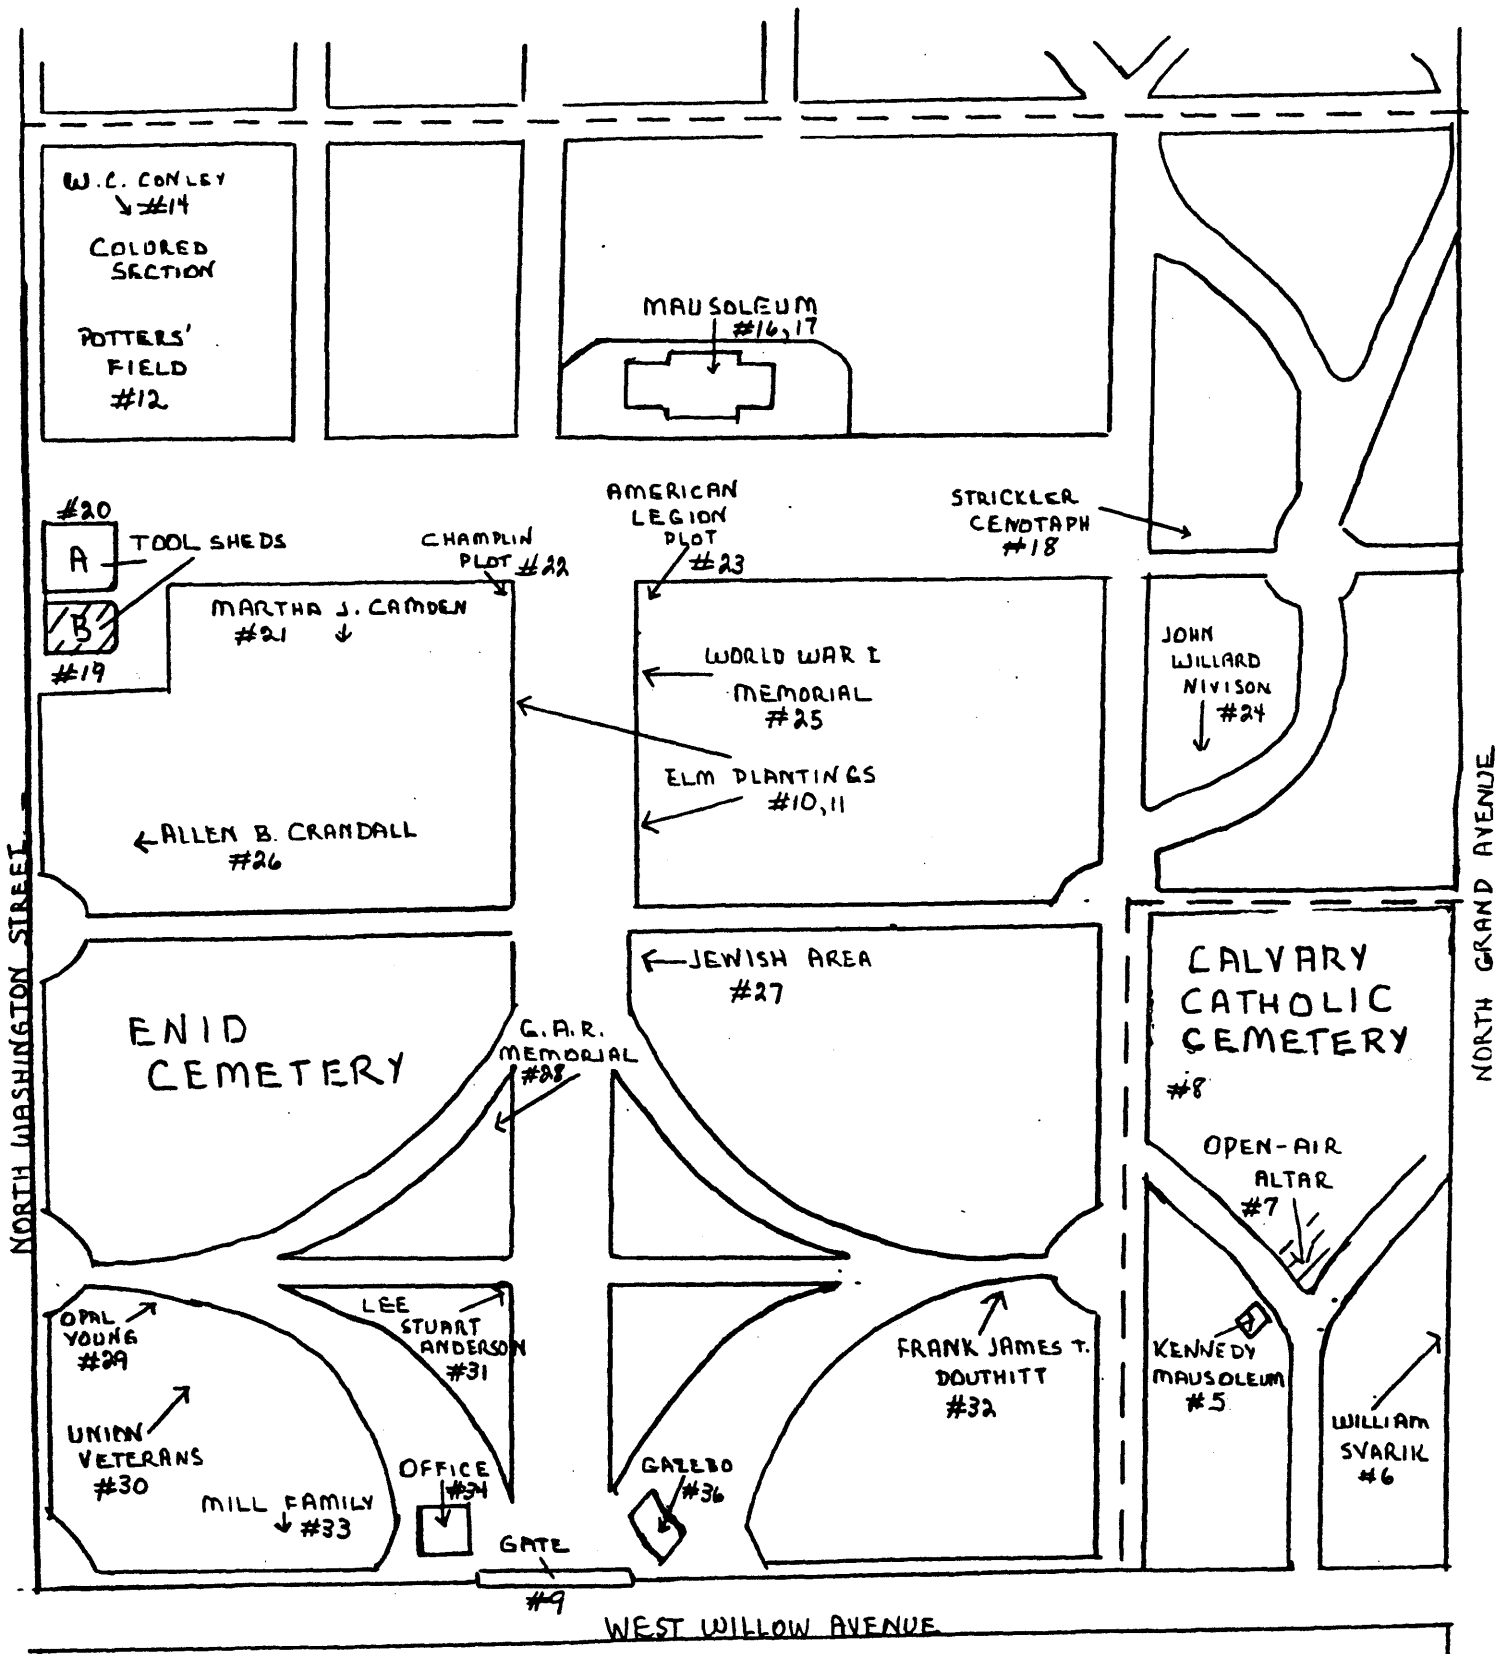 W.C. CONLEY
#14
COLORED
SECTION
POTTERS'
FIELD
#12
MAUSOLEUM
#16,17
#20
A
TOOL SHEDS
B
#19
CHAMPLIN
PLOT #22
AMERICAN
LEGION
PLOT
#23
STRICKLER
CENOTAPH
#18
MARTHA J. CAMDEN
#21
WORLD WAR I
MEMORIAL
#25
JOHN
WILLARD
NIVISON
#24
ELM PLANTINGS
#10,11
ALLEN B. CRANDALL
#26
NORTH WASHINGTON STREET
NORTH GRAND AVENUE
JEWISH AREA
#27
ENID
CEMETERY
G.A.R.
MEMORIAL
#28
CALVARY
CATHOLIC
CEMETERY
#8
OPEN-AIR
ALTAR
#7
OPAL
YOUNG
#29
LEE
STUART
ANDERSON
#31
FRANK JAMES T.
DOUTHITT
#32
KENNEDY
MAUSOLEUM
#5
WILLIAM
SVARIK
#6
UNION
VETERANS
#30
MILL FAMILY
#33
OFFICE
#34
GAZEBO
#36
GATE
#9
WEST WILLOW AVENUE